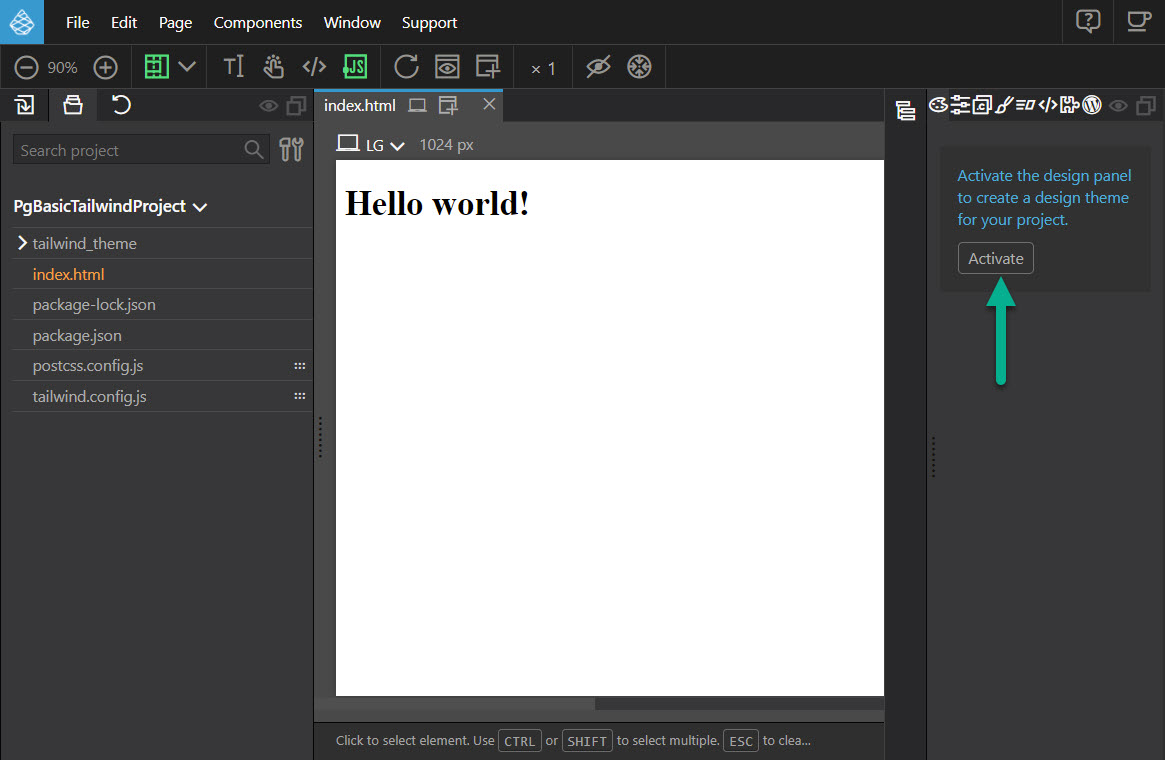 File Edit Page Components Window Support
90% TI </> JS × 1
index.html
LG 1024 px
Search project
PgBasicTailwindProject
tailwind_theme
index.html
package-lock.json
package.json
postcss.config.js
tailwind.config.js
Hello world!
Activate the design panel
to create a design theme
for your project.
Activate
Click to select element. Use CTRL or SHIFT to select multiple. ESC to clea...